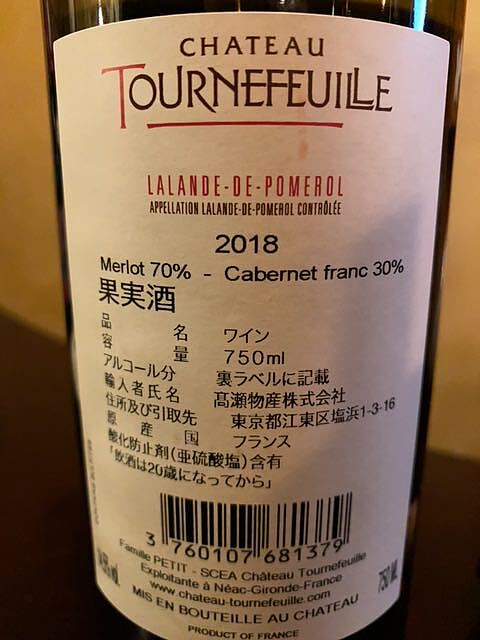 CHATEAU
TOURNEFEUILLE
LALANDE-DE-POMEROL
APPELLATION LALANDE-DE-POMEROL CONTRÔLÉE
2018
Merlot 70% - Cabernet franc 30%
果実酒
品名 ワイン
容量 750ml
アルコール分 裏ラベルに記載
輸入者氏名 髙瀬物産株式会社
住所及び引取先 東京都江東区塩浜1-3-16
原産国 フランス
酸化防止剤(亜硫酸塩)含有
「飲酒は20歳になってから」
3 760107 681379
Famille PETIT - SCEA Château Tournefeuille
Exploitante à Néac-Gironde-France
www.chateau-tournefeuille.com
MIS EN BOUTEILLE AU CHATEAU
750 ML
PRODUCT OF FRANCE